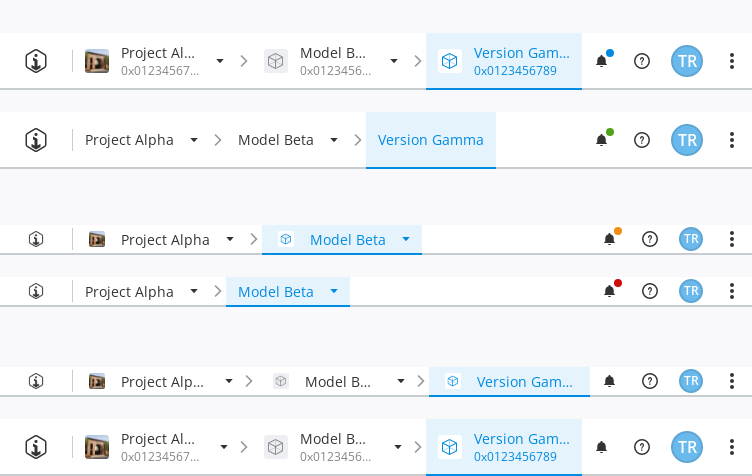 Project Al... Model B... Version Gam...
0x01234567... 0x0123456... 0x0123456789 TR
Project Alpha Model Beta Version Gamma TR
Project Alpha Model Beta TR
Project Alpha Model Beta TR
Project Alp... Model B... Version Gam... TR
Project Al... Model B... Version Gam...
0x01234567... 0x0123456... 0x0123456789 TR